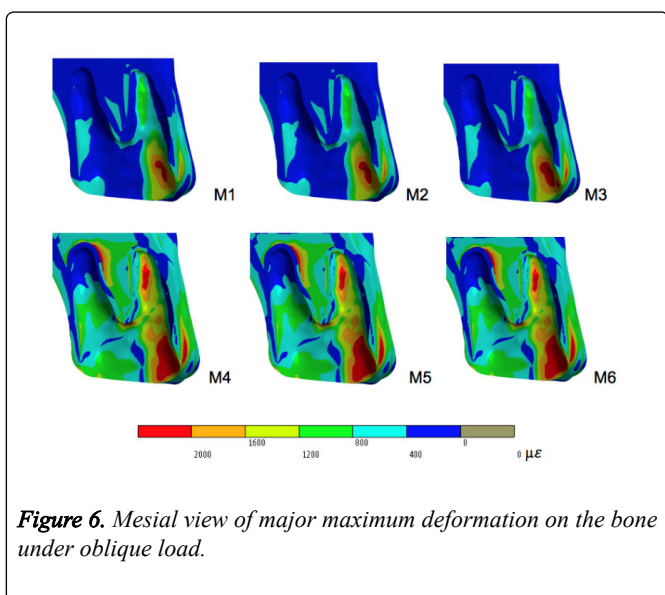 M1 M2 M3
M4 M5 M6
1600 800 0
2000 1200 400 0 με
Figure 6. Mesial view of major maximum deformation on the bone
under oblique load.